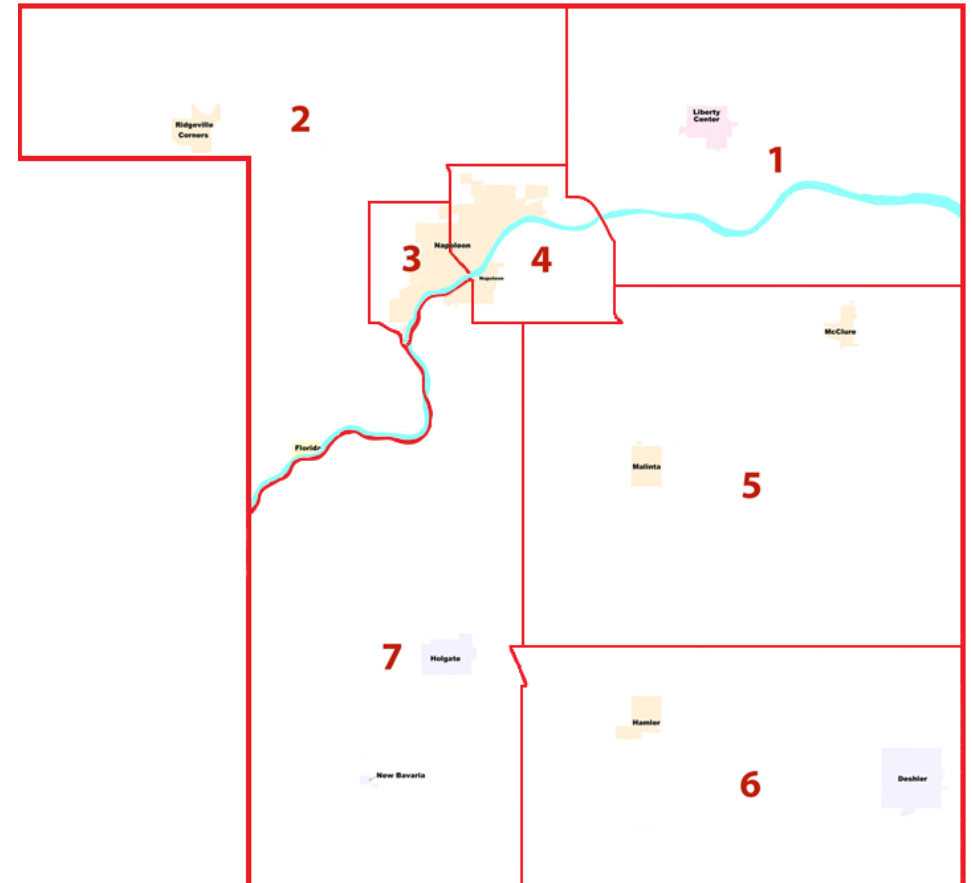 Liberty
Center
2
Ridgeville
Corners
1
3
Napoleon
4
Napoleon
McClure
Florida
Malinta
5
7
Holgate
Hamler
New Bavaria
6
Deshler